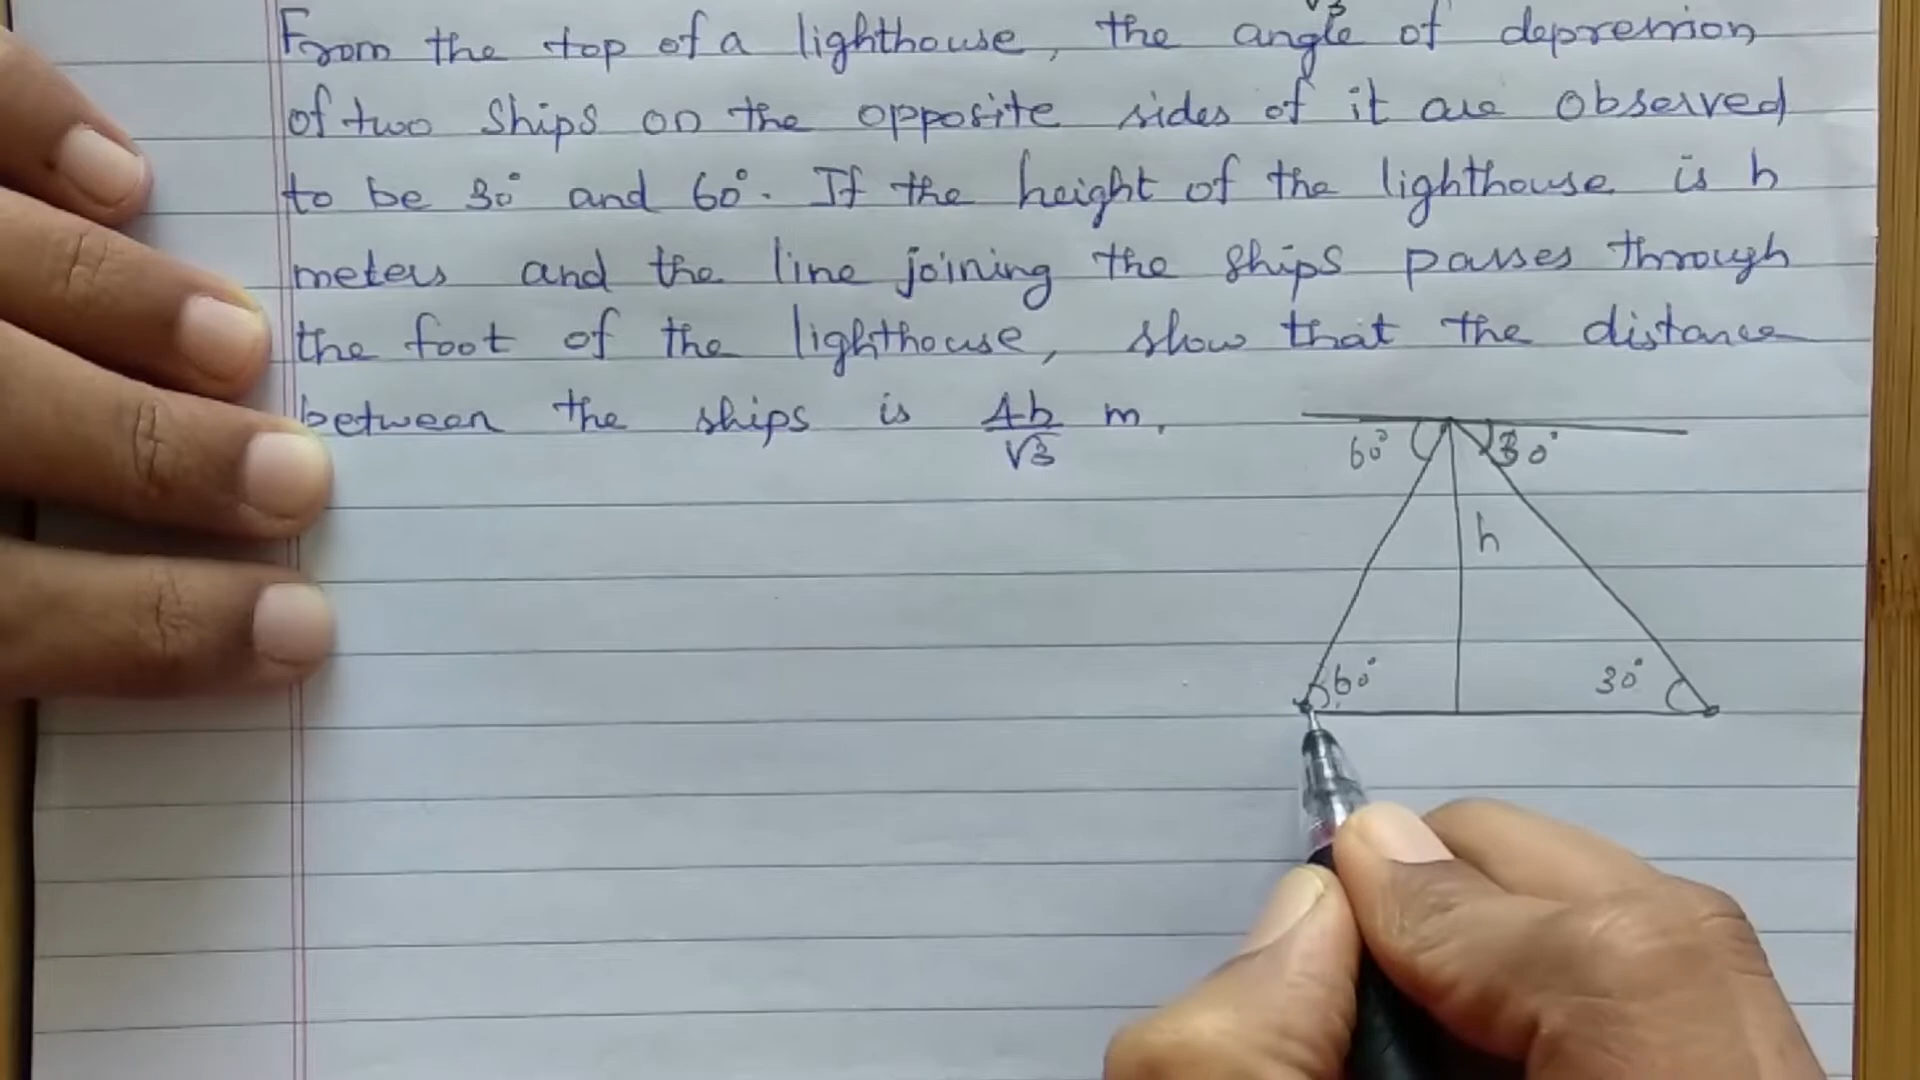 √3
From the top of a lighthouse, the angle of depression
of two ships on the opposite sides of it are observed
to be 30° and 60°. If the height of the lighthouse is h
meters and the line joining the ships passes through
the foot of the lighthouse, show that the distance
between the ships is 4h/√3 m.
60° 30°
h
60° 30°